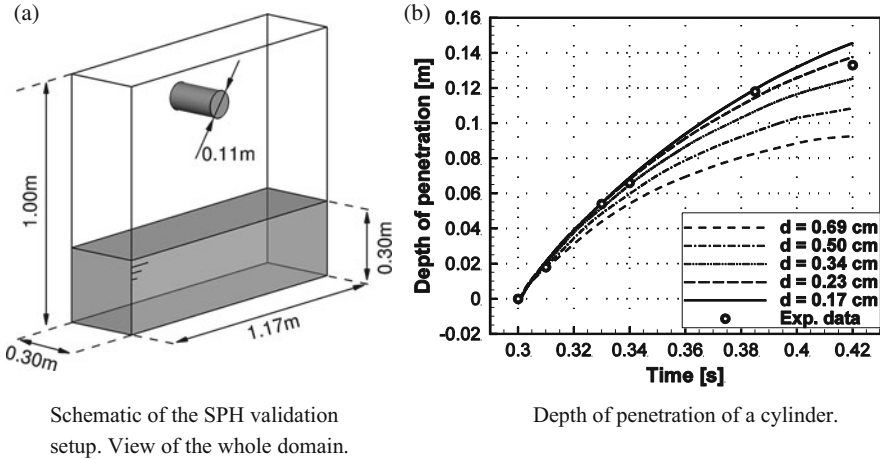 (a)
1.00m
0.11m
0.30m
0.30m
1.17m
Schematic of the SPH validation
setup. View of the whole domain.
(b)
Depth of penetration [m]
0.16
0.14
0.12
0.1
0.08
0.06
0.04
0.02
0
-0.02
d = 0.69 cm
d = 0.50 cm
d = 0.34 cm
d = 0.23 cm
d = 0.17 cm
Exp. data
0.3 0.32 0.34 0.36 0.38 0.4 0.42
Time [s]
Depth of penetration of a cylinder.